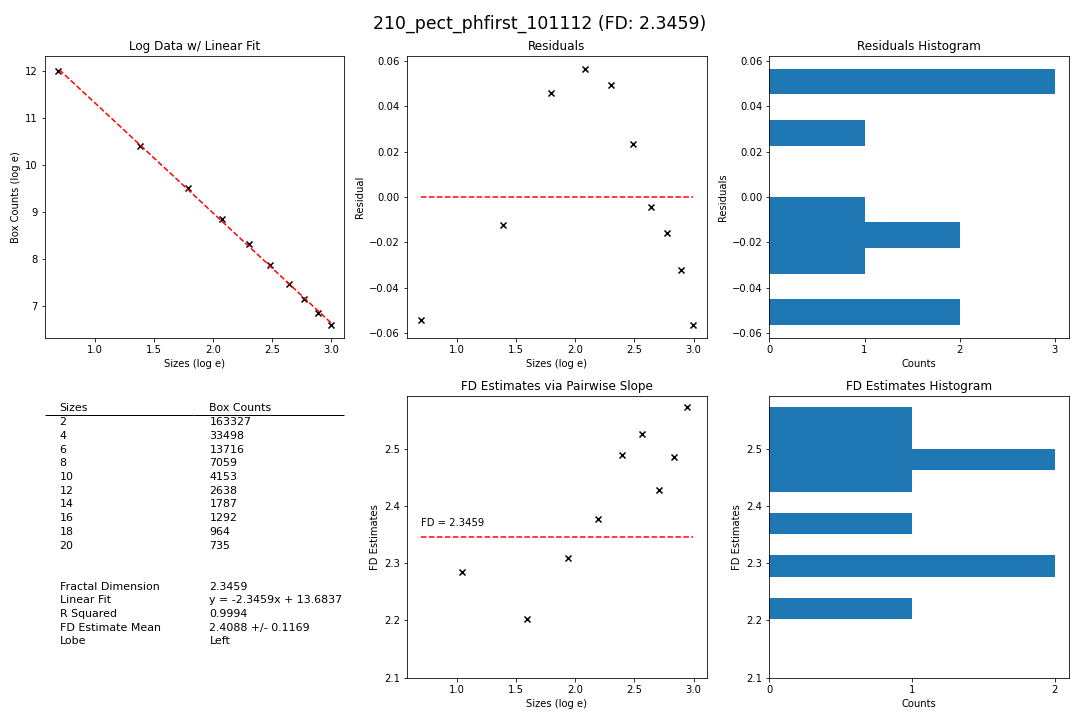 210_pect_phfirst_101112 (FD: 2.3459)
Log Data w/ Linear Fit
12
11
10
9
8
7
Box Counts (log e)
1.0 1.5 2.0 2.5 3.0
Sizes (log e)
Residuals
0.06
0.04
0.02
0.00
−0.02
−0.04
−0.06
Residual
1.0 1.5 2.0 2.5 3.0
Sizes (log e)
Residuals Histogram
0.06
0.04
0.02
0.00
−0.02
−0.04
−0.06
Residuals
0 1 2 3
Counts
Sizes Box Counts
2 163327
4 33498
6 13716
8 7059
10 4153
12 2638
14 1787
16 1292
18 964
20 735
Fractal Dimension 2.3459
Linear Fit y = -2.3459x + 13.6837
R Squared 0.9994
FD Estimate Mean 2.4088 +/- 0.1169
Lobe Left
FD Estimates via Pairwise Slope
2.5
2.4
2.3
2.2
2.1
FD Estimates
FD = 2.3459
1.0 1.5 2.0 2.5 3.0
Sizes (log e)
FD Estimates Histogram
2.5
2.4
2.3
2.2
2.1
FD Estimates
0 1 2
Counts